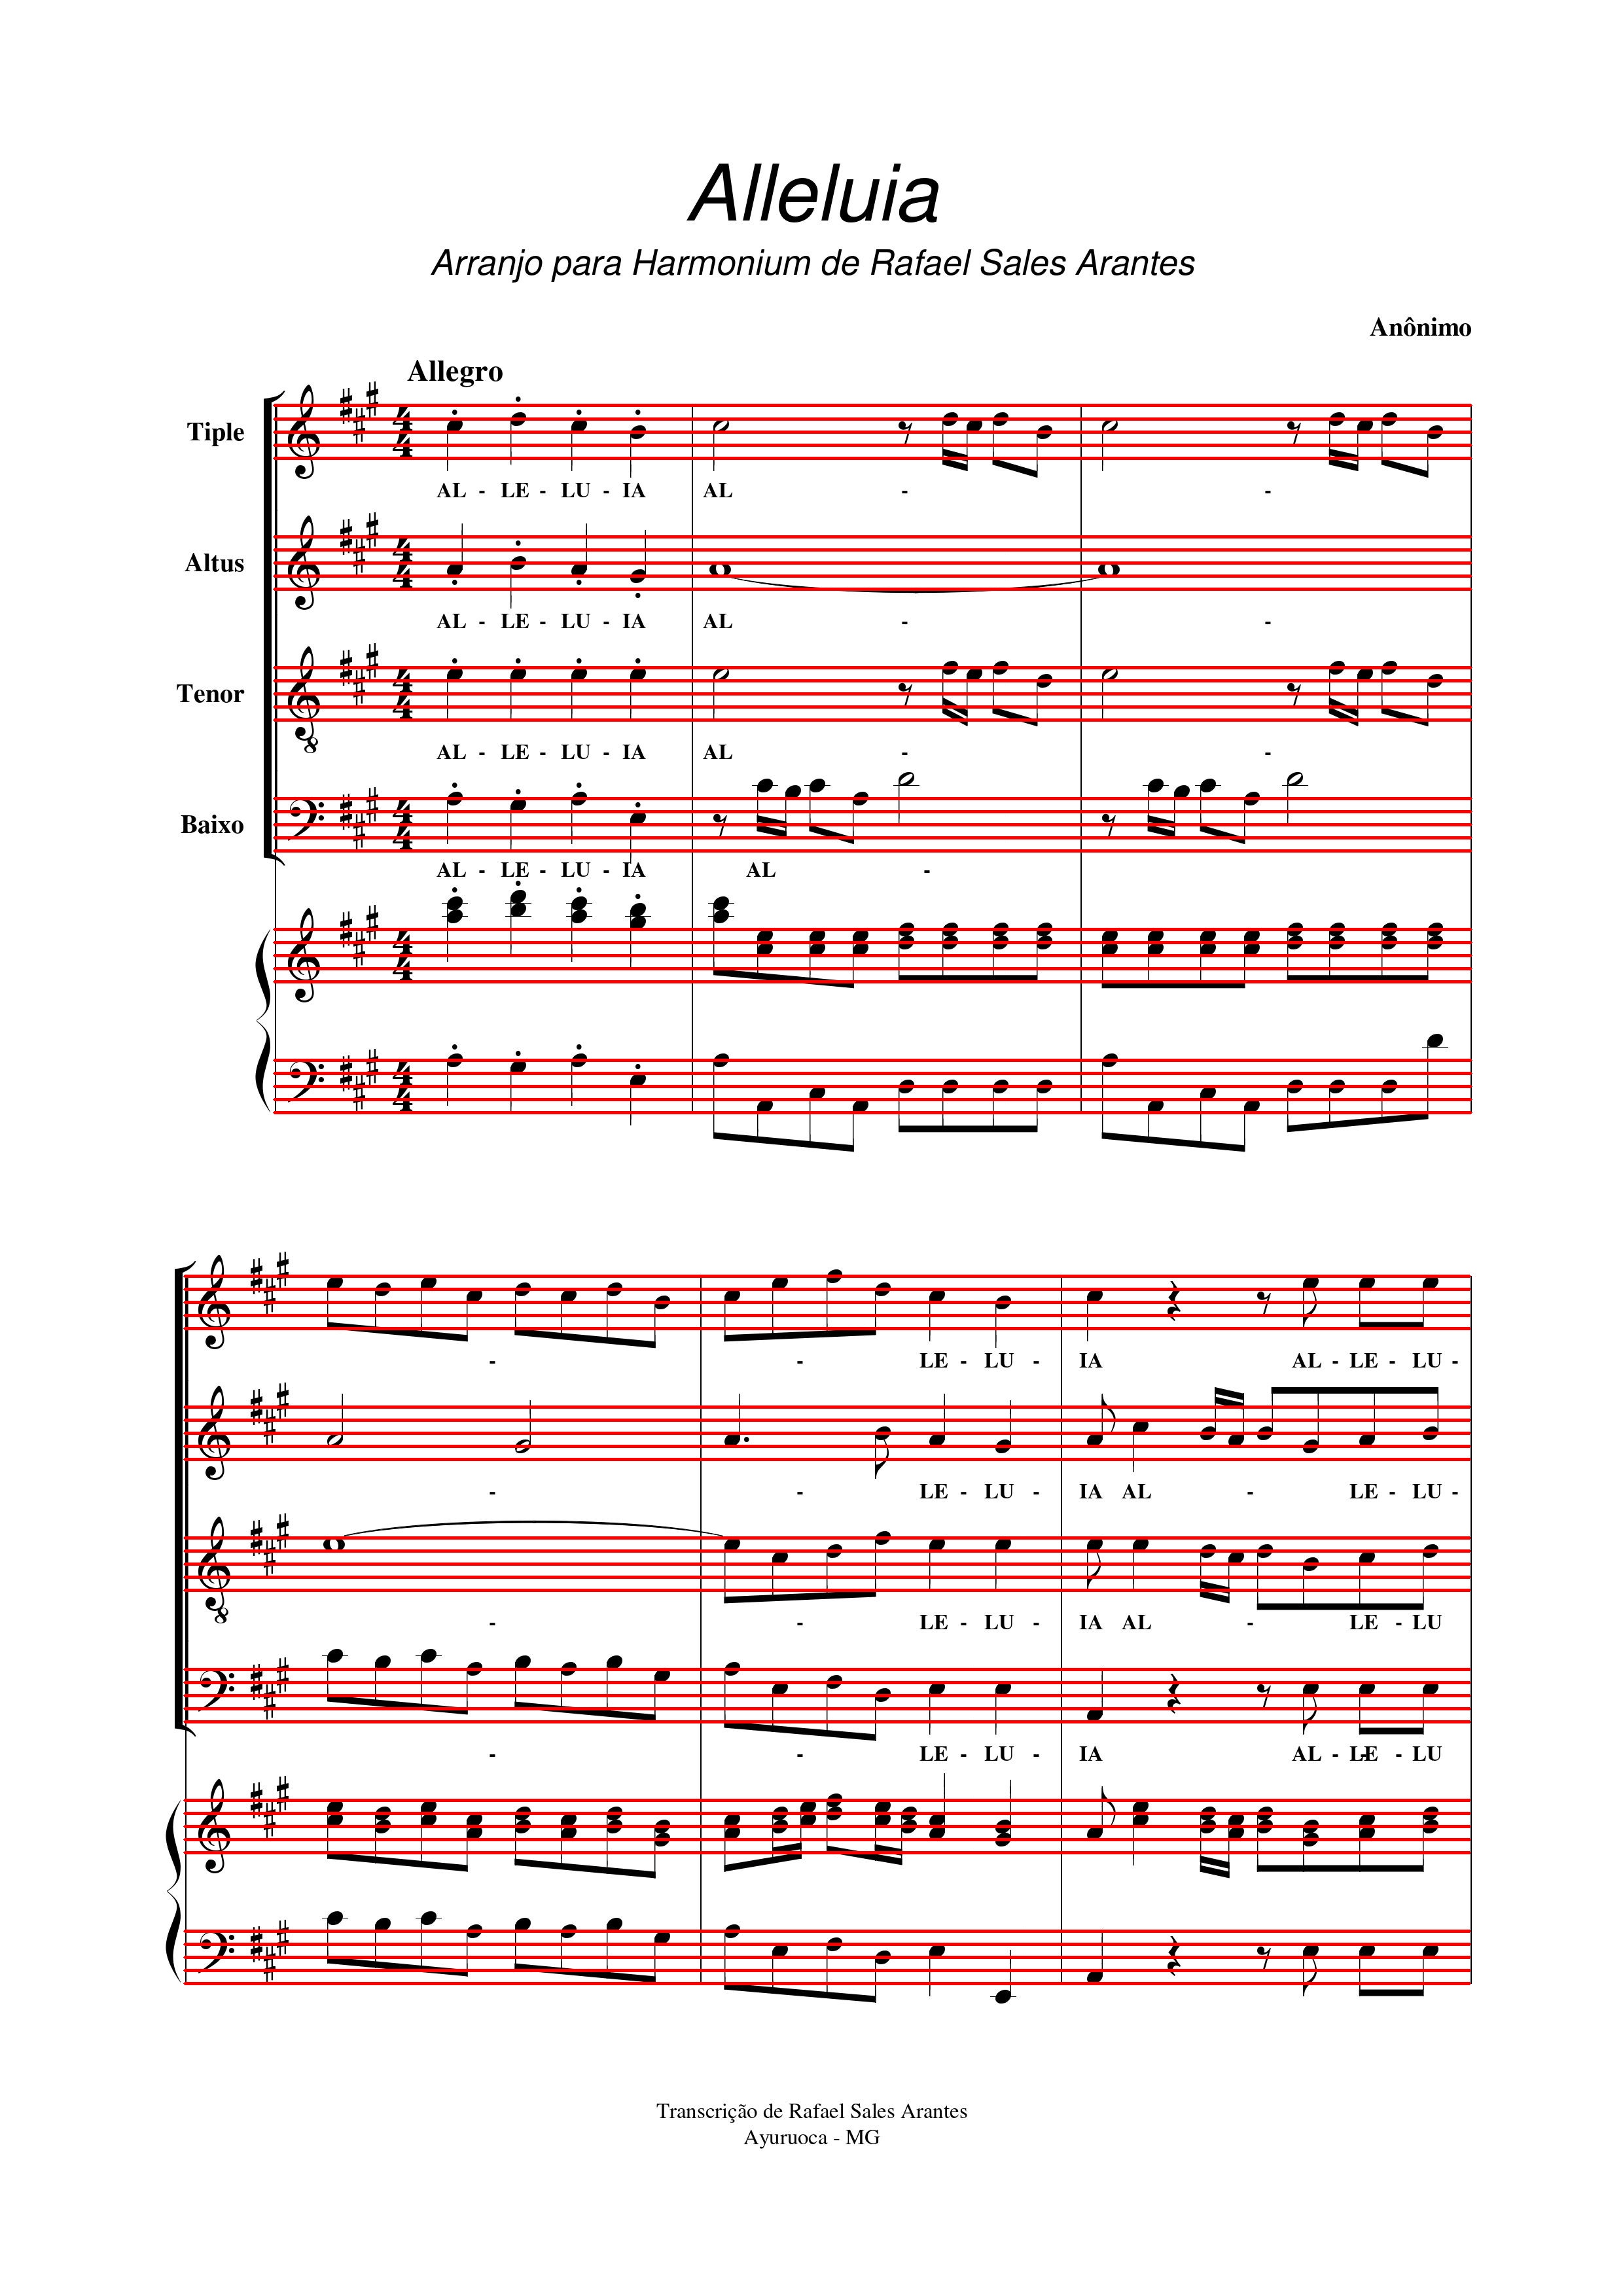 Alleluia
Arranjo para Harmonium de Rafael Sales Arantes
Anônimo
Allegro
Tiple
AL - LE - LU - IA AL - -
Altus
AL - LE - LU - IA AL - -
Tenor
AL - LE - LU - IA AL - -
Baixo
AL - LE - LU - IA AL -
- - LE - LU - IA AL - LE - LU -
- - LE - LU - IA AL - - LE - LU -
- - LE - LU - IA AL - - LE - LU
- - LE - LU - IA AL - LE - LU
Transcrição de Rafael Sales Arantes
Ayuruoca - MG